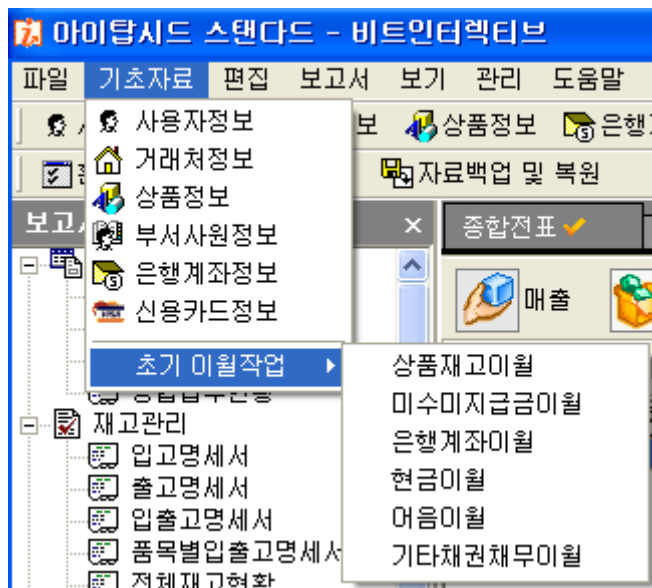 아이탑시드 스탠다드 - 비트인터렉티브
파일 기초자료 편집 보고서 보기 관리 도움말
사용자정보
거래처정보
상품정보
부서사원정보
은행계좌정보
신용카드정보
초기 이월작업
상품재고이월
미수미지급금이월
은행계좌이월
현금이월
어음이월
기타채권채무이월
상품정보 은행
자료백업 및 복원
종합전표
매출
재고관리
입고명세서
출고명세서
입출고명세서
품목별입출고명세서
전체재고현황